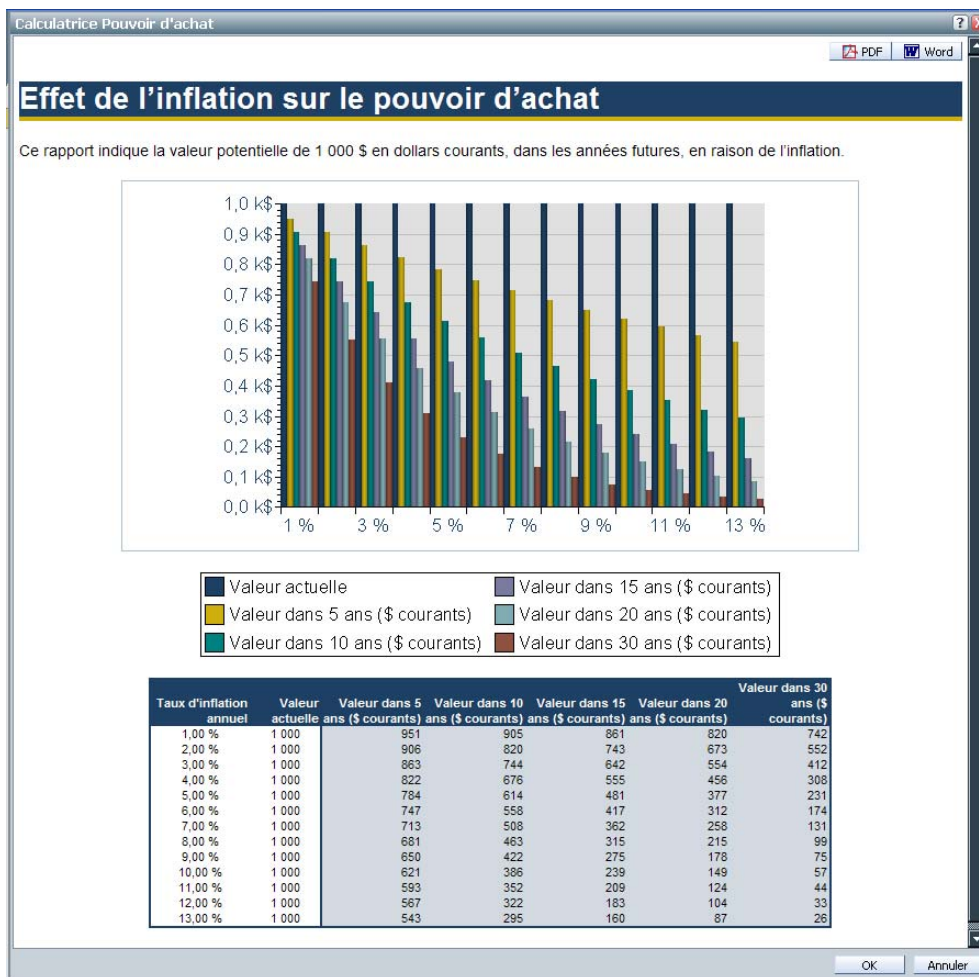 Calculatrice Pouvoir d'achat
?
PDF
Word
Effet de l’inflation sur le pouvoir d’achat
Ce rapport indique la valeur potentielle de 1 000 $ en dollars courants, dans les années futures, en raison de l’inflation.
1,0 k$
0,9 k$
0,8 k$
0,7 k$
0,6 k$
0,5 k$
0,4 k$
0,3 k$
0,2 k$
0,1 k$
0,0 k$
1 % 3 % 5 % 7 % 9 % 11 % 13 %
Valeur actuelle Valeur dans 15 ans ($ courants)
Valeur dans 5 ans ($ courants) Valeur dans 20 ans ($ courants)
Valeur dans 10 ans ($ courants) Valeur dans 30 ans ($ courants)
Valeur dans 30
Taux d'inflation Valeur Valeur dans 5 Valeur dans 10 Valeur dans 15 Valeur dans 20 ans ($
annuel actuelle ans ($ courants) ans ($ courants) ans ($ courants) ans ($ courants) courants)
1,00 % 1 000 951 905 861 820 742
2,00 % 1 000 906 820 743 673 552
3,00 % 1 000 863 744 642 554 412
4,00 % 1 000 822 676 555 456 308
5,00 % 1 000 784 614 481 377 231
6,00 % 1 000 747 558 417 312 174
7,00 % 1 000 713 508 362 258 131
8,00 % 1 000 681 463 315 215 99
9,00 % 1 000 650 422 275 178 75
10,00 % 1 000 621 386 239 149 57
11,00 % 1 000 593 352 209 124 44
12,00 % 1 000 567 322 183 104 33
13,00 % 1 000 543 295 160 87 26
OK Annuler